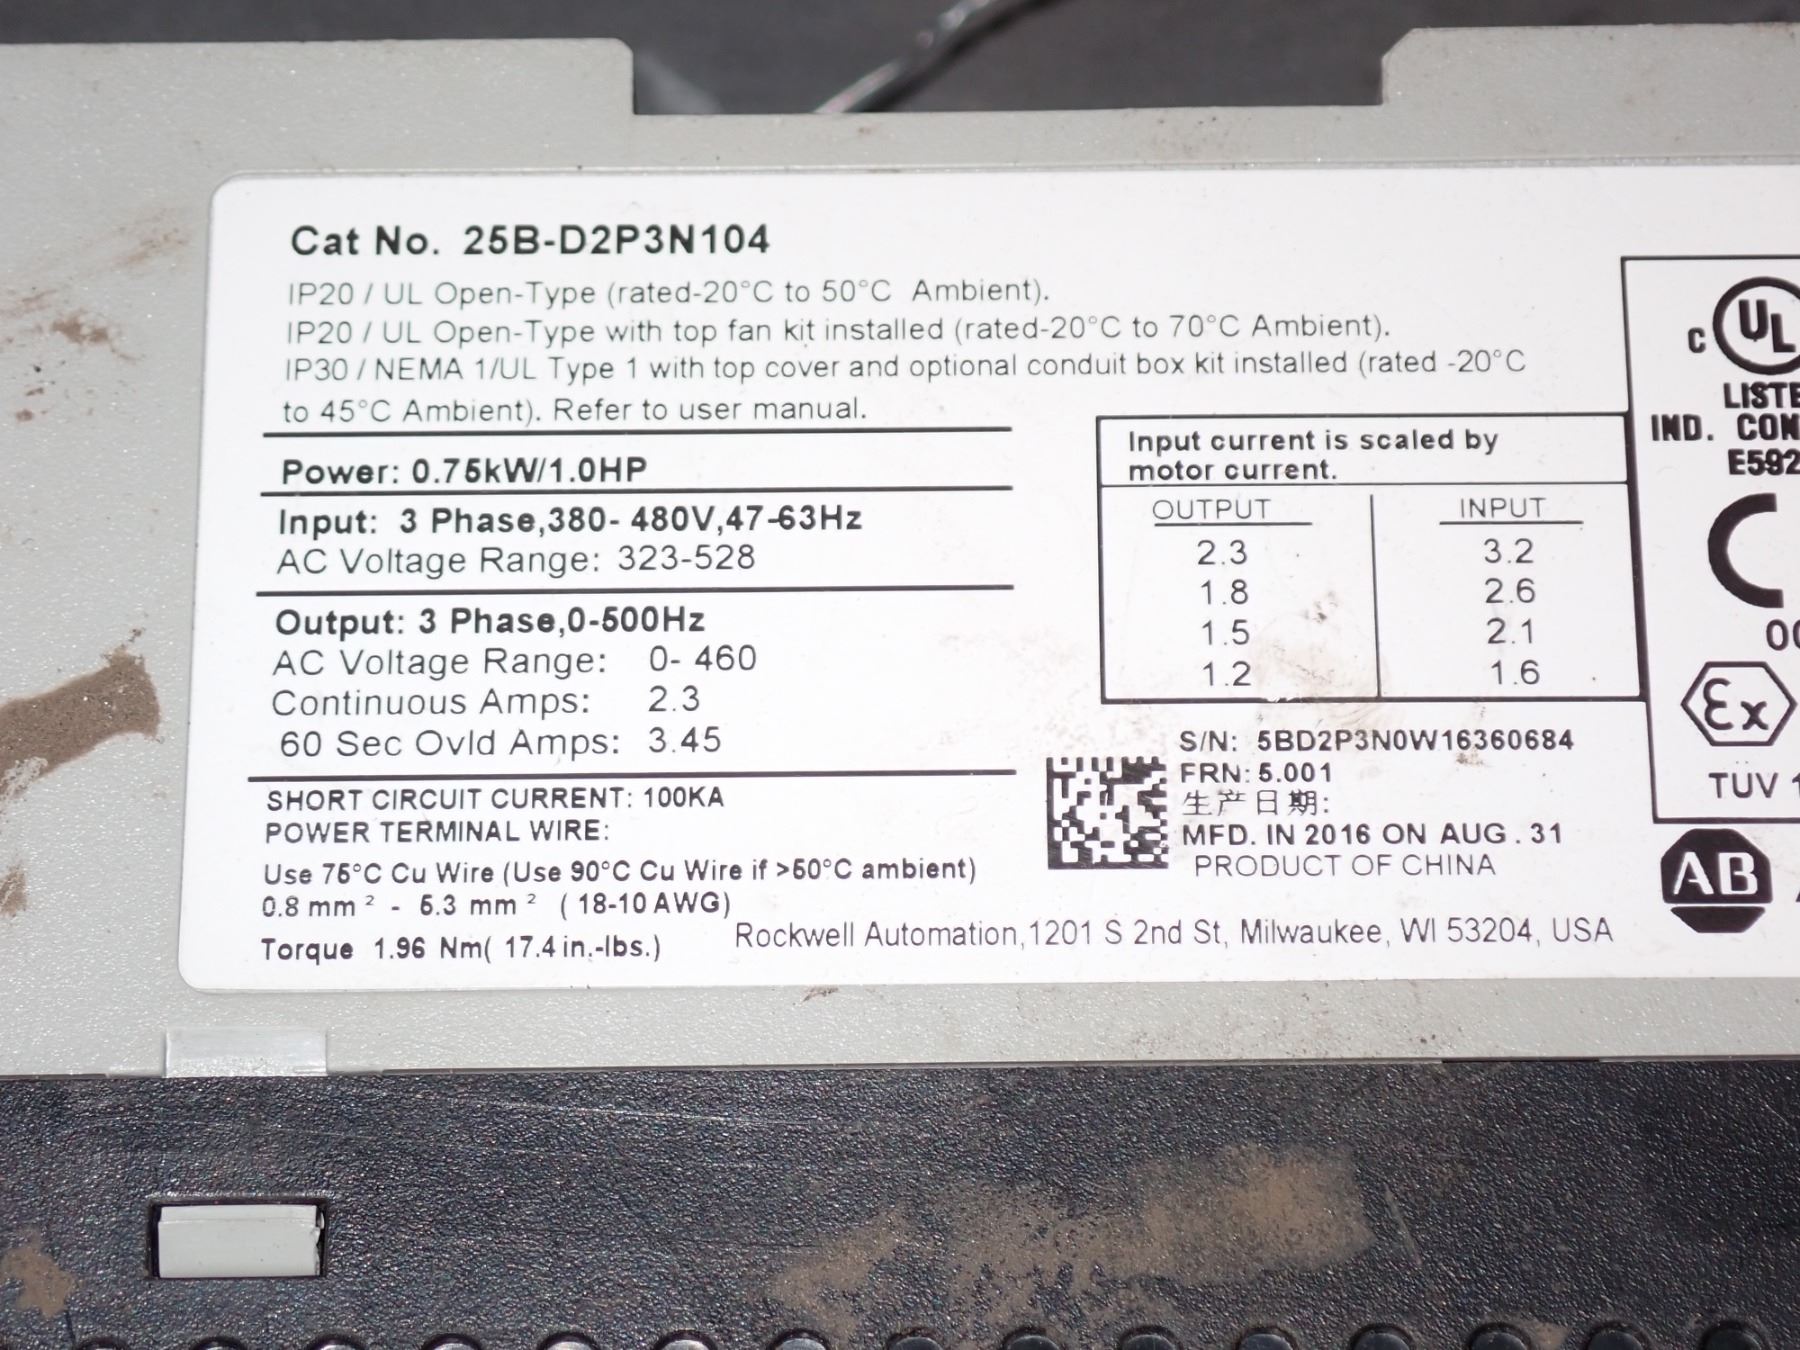 Cat No. 25B-D2P3N104
IP20 / UL Open-Type (rated-20°C to 50°C Ambient).
IP20 / UL Open-Type with top fan kit installed (rated-20°C to 70°C Ambient).
IP30 / NEMA 1/UL Type 1 with top cover and optional conduit box kit installed (rated -20°C
to 45°C Ambient). Refer to user manual.
Power: 0.75kW/1.0HP
Input: 3 Phase,380- 480V,47-63Hz
AC Voltage Range: 323-528
Output: 3 Phase,0-500Hz
AC Voltage Range: 0- 460
Continuous Amps: 2.3
60 Sec Ovld Amps: 3.45
SHORT CIRCUIT CURRENT: 100KA
POWER TERMINAL WIRE:
Use 75°C Cu Wire (Use 90°C Cu Wire if >50°C ambient)
0.8 mm² - 5.3 mm² ( 18-10 AWG)
Torque 1.96 Nm( 17.4 in.-lbs.)
Input current is scaled by
motor current.
OUTPUT INPUT
2.3 3.2
1.8 2.6
1.5 2.1
1.2 1.6
S/N: 5BD2P3N0W16360684
FRN: 5.001
生产日期:
MFD. IN 2016 ON AUG . 31
PRODUCT OF CHINA
Rockwell Automation,1201 S 2nd St, Milwaukee, WI 53204, USA
C UL
LISTE
IND. CON
E592
CE
Ex
TUV 1
AB